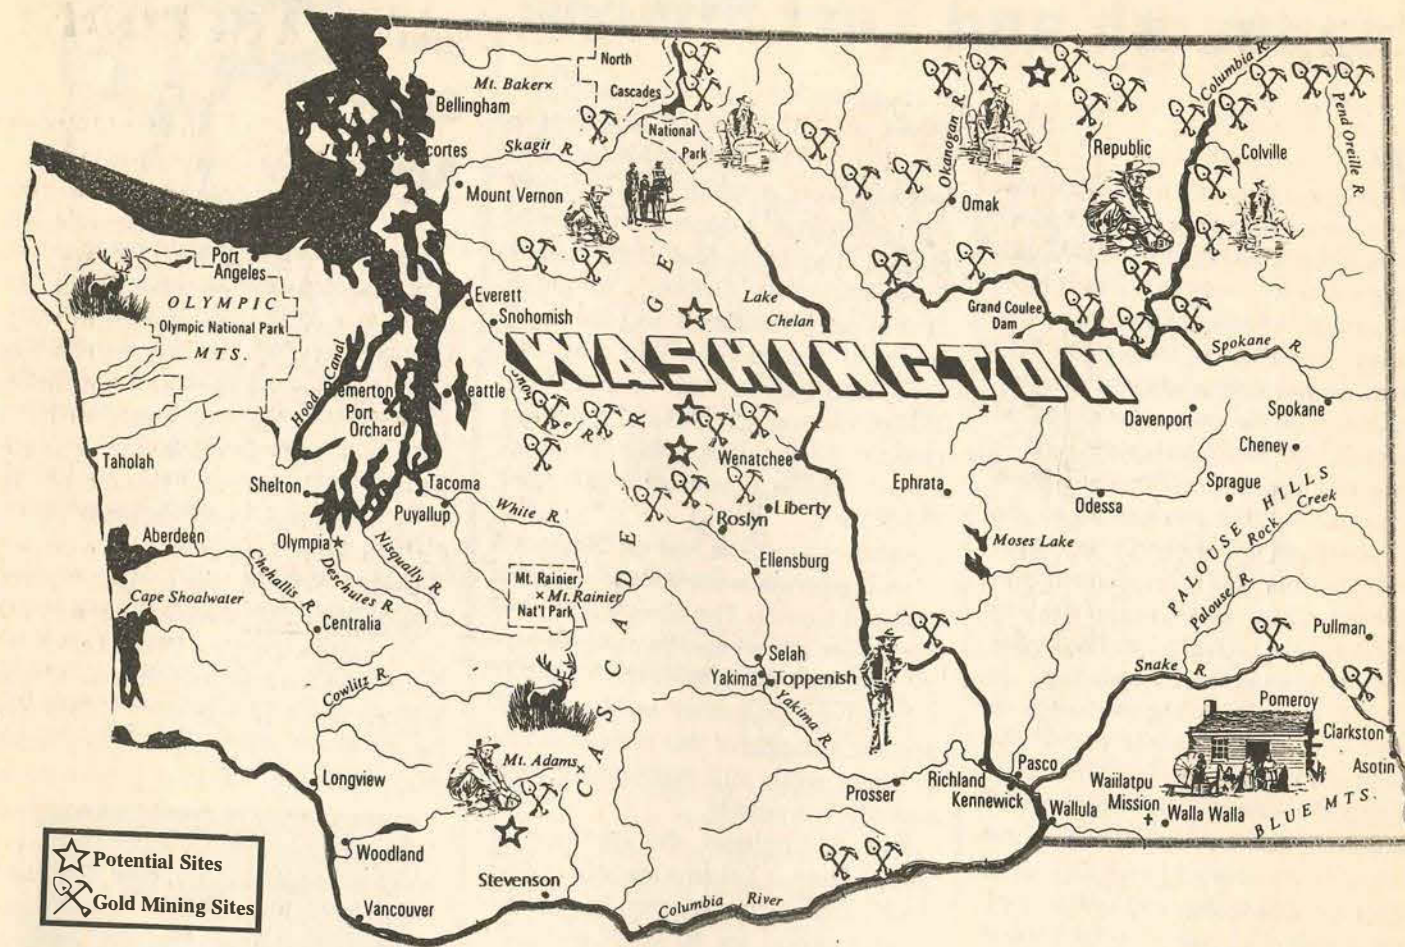 North
Cascades
National
Park
Mt. Baker
Bellingham
Skagit R.
Mount Vernon
Columbia R.
Pend Oreille R.
Okanogan R.
Republic
Colville
Omak
Port
Angeles
OLYMPIC
Olympic National Park
MTS.
Everett
Snohomish
Lake
Chelan
Grand Coulee
Dam
Spokane R.
WASHINGTON
Hood Canal
Port
Orchard
Davenport
Spokane
Cheney
Taholah
Wenatchee
Shelton
Tacoma
Puyallup
White R.
Ephrata
Odessa
Sprague
PALOUSE HILLS
Rock Creek
Liberty
Roslyn
Aberdeen
Olympia
Nisqually R.
Deschutes R.
Chehallis R.
Moses Lake
Ellensburg
Mt. Rainier
Mt. Rainier
Nat'l Park
CASCADE RGE
Cape Shoalwater
Centralia
Palouse R.
Pullman
Selah
Yakima
Toppenish
Yakima R.
Snake R.
Cowlitz R.
Pomeroy
Clarkston
Asotin
Mt. Adams
Longview
Prosser
Richland
Pasco
Kennewick
Wallula
Waiilatpu
Mission
Walla Walla
BLUE MTS.
Woodland
Stevenson
Vancouver
Columbia River
Potential Sites
Gold Mining Sites